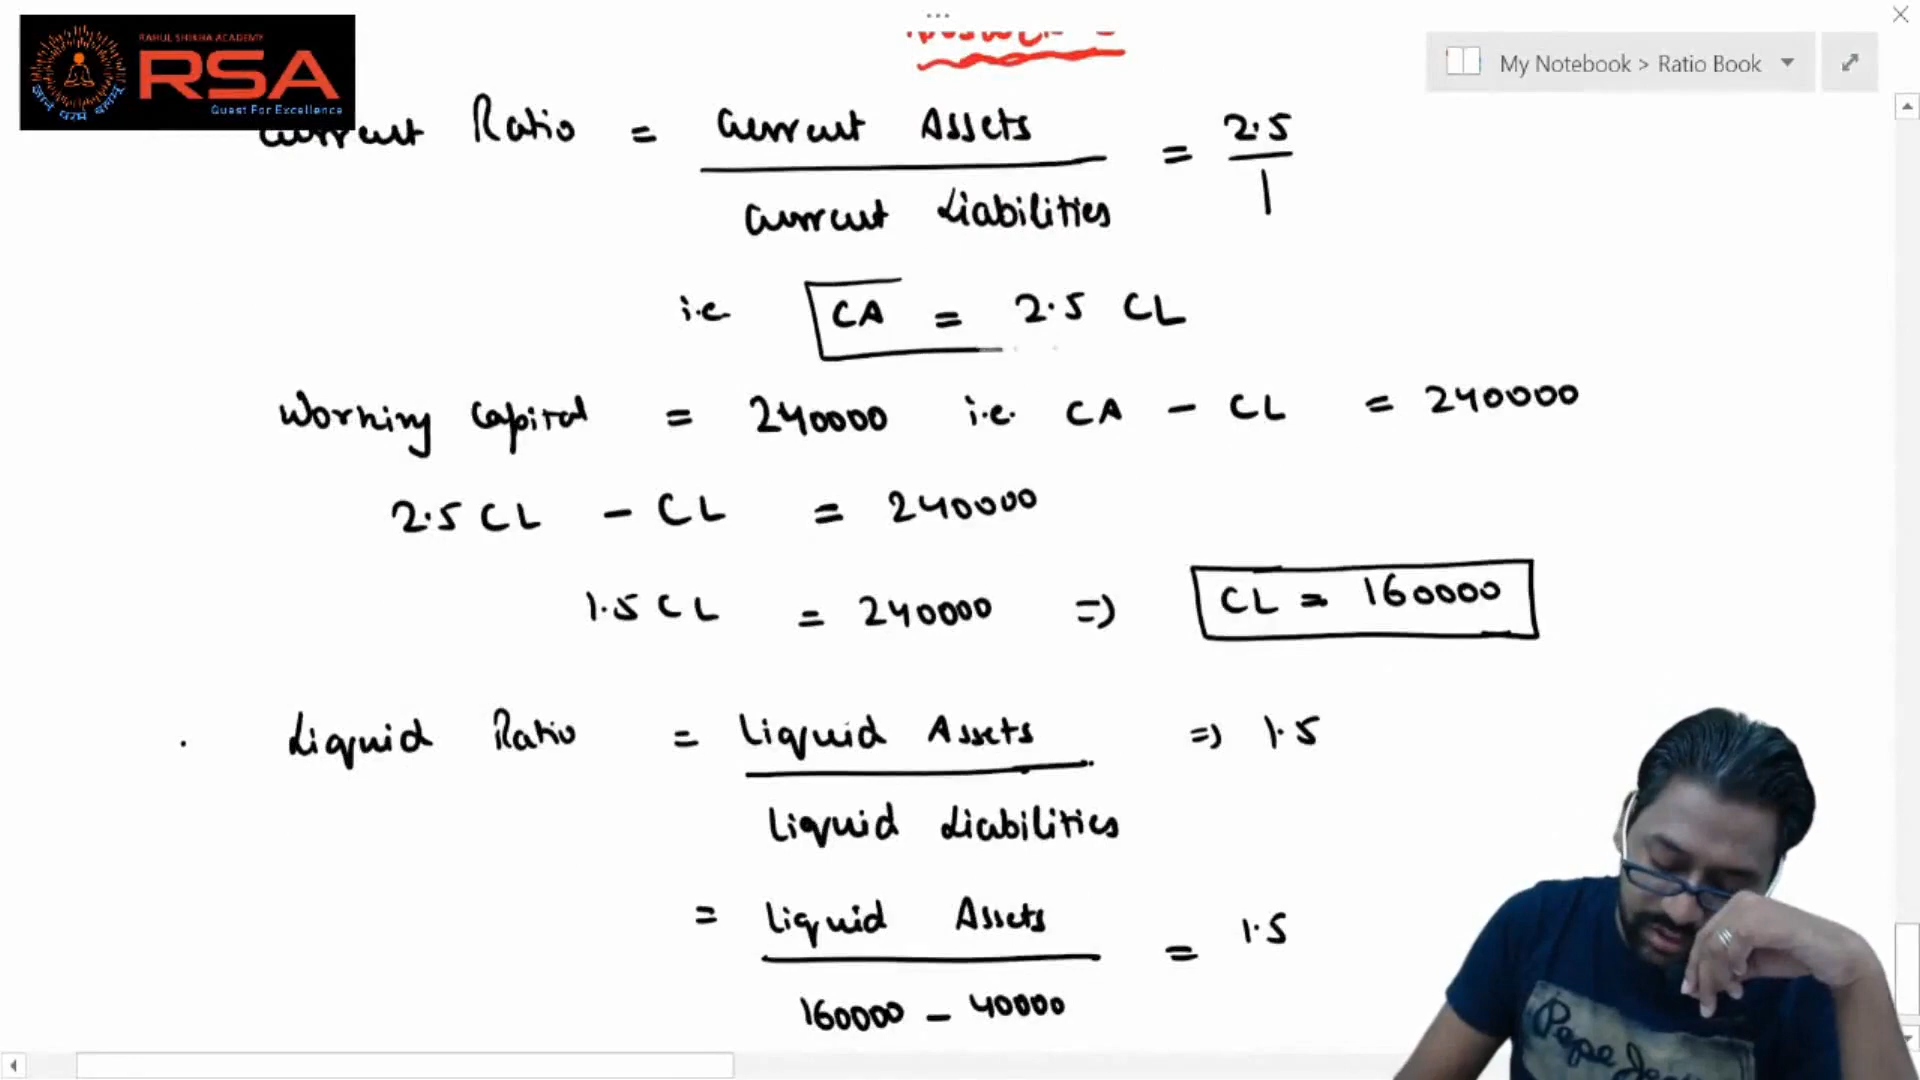 RAHUL SHIKHA ACADEMY
RSA
Quest For Excellence
My Notebook > Ratio Book
Current Ratio = Current Assets / Current Liabilities = 2.5 / 1
i.e CA = 2.5 CL
Working Capital = 240000 i.e. CA - CL = 240000
2.5 CL - CL = 240000
1.5 CL = 240000 => CL = 160000
Liquid Ratio = Liquid Assets / Liquid Liabilities => 1.5
= Liquid Assets / 160000 - 40000 = 1.5